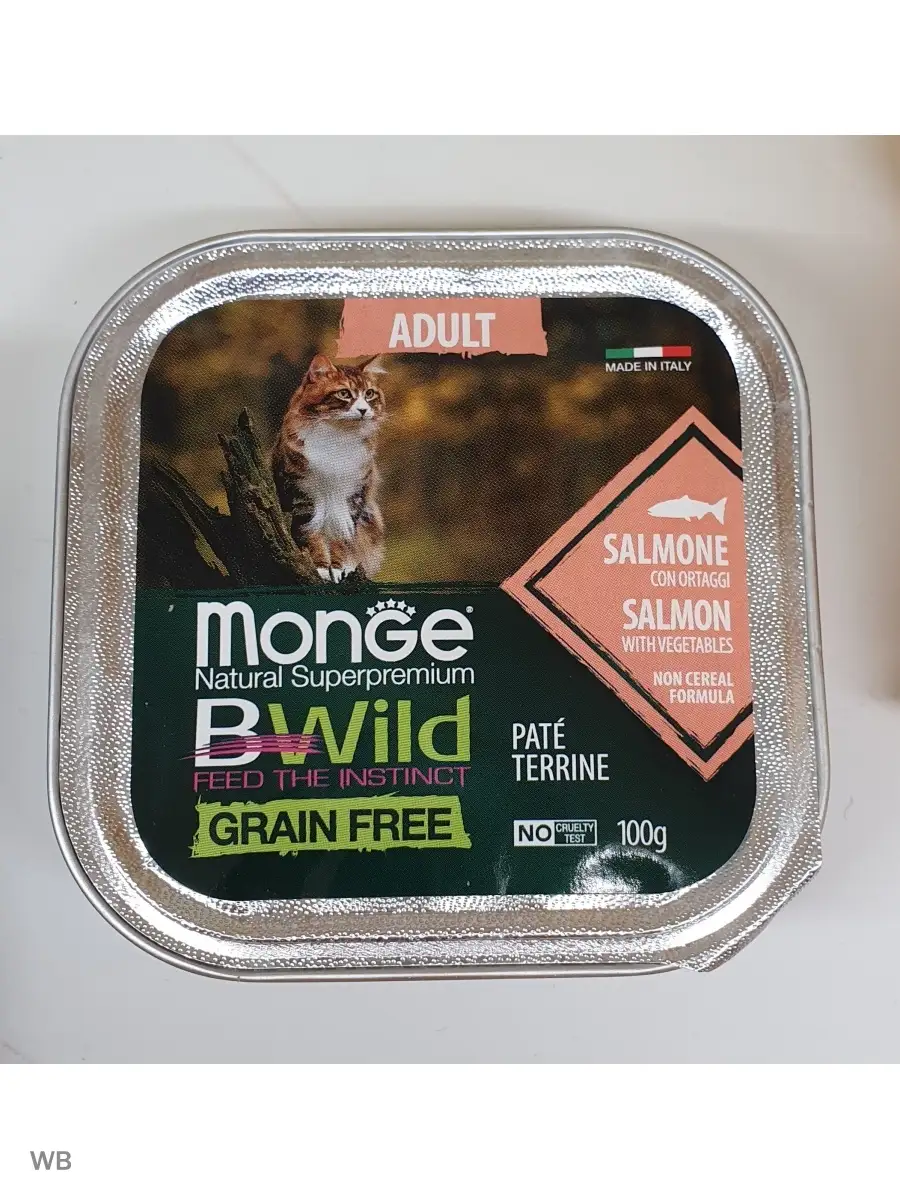 ADULT
MADE IN ITALY
SALMONE
CON ORTAGGI
SALMON
WITH VEGETABLES
NON CEREAL
FORMULA
MonGe®
Natural Superpremium
BWild
FEED THE INSTINCT
GRAIN FREE
PATÉ
TERRINE
NO CRUELTY
TEST
100g
WB